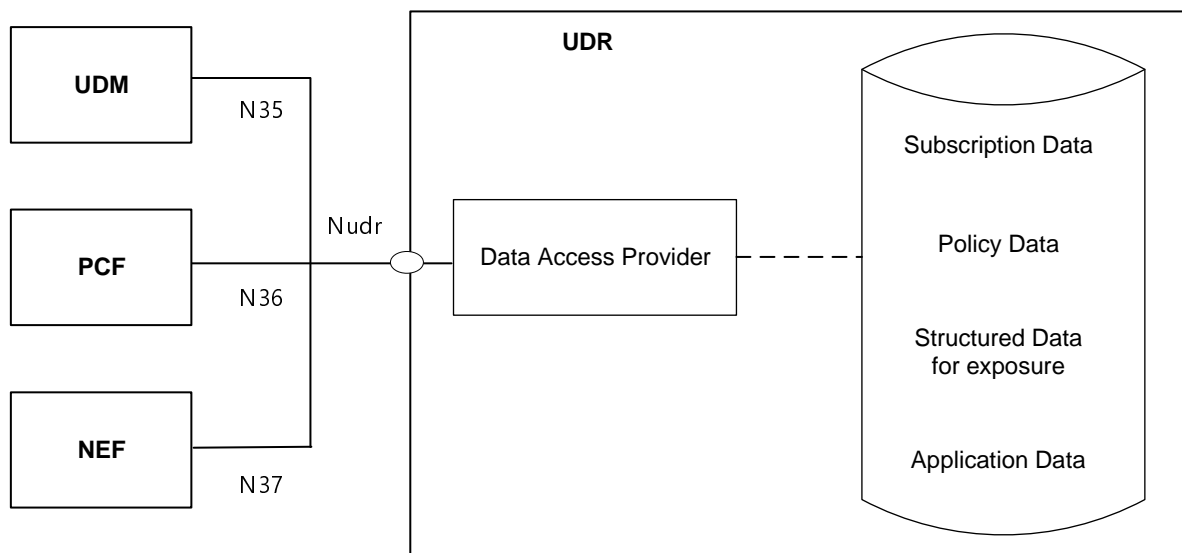 UDR
UDM
N35
Subscription Data
Nudr
PCF
N36
Data Access Provider
Policy Data
Structured Data
for exposure
NEF
N37
Application Data